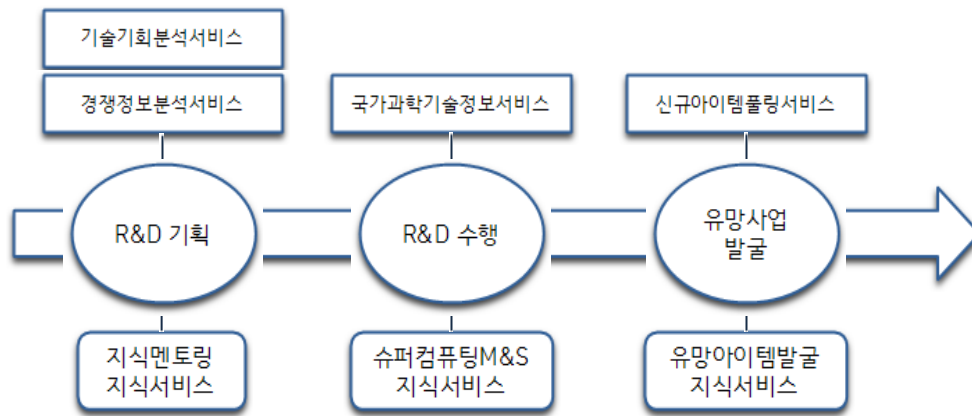 기술기회분석서비스
경쟁정보분석서비스
국가과학기술정보서비스
신규아이템풀링서비스
R&D 기획
R&D 수행
유망사업
발굴
지식멘토링
지식서비스
슈퍼컴퓨팅M&S
지식서비스
유망아이템발굴
지식서비스